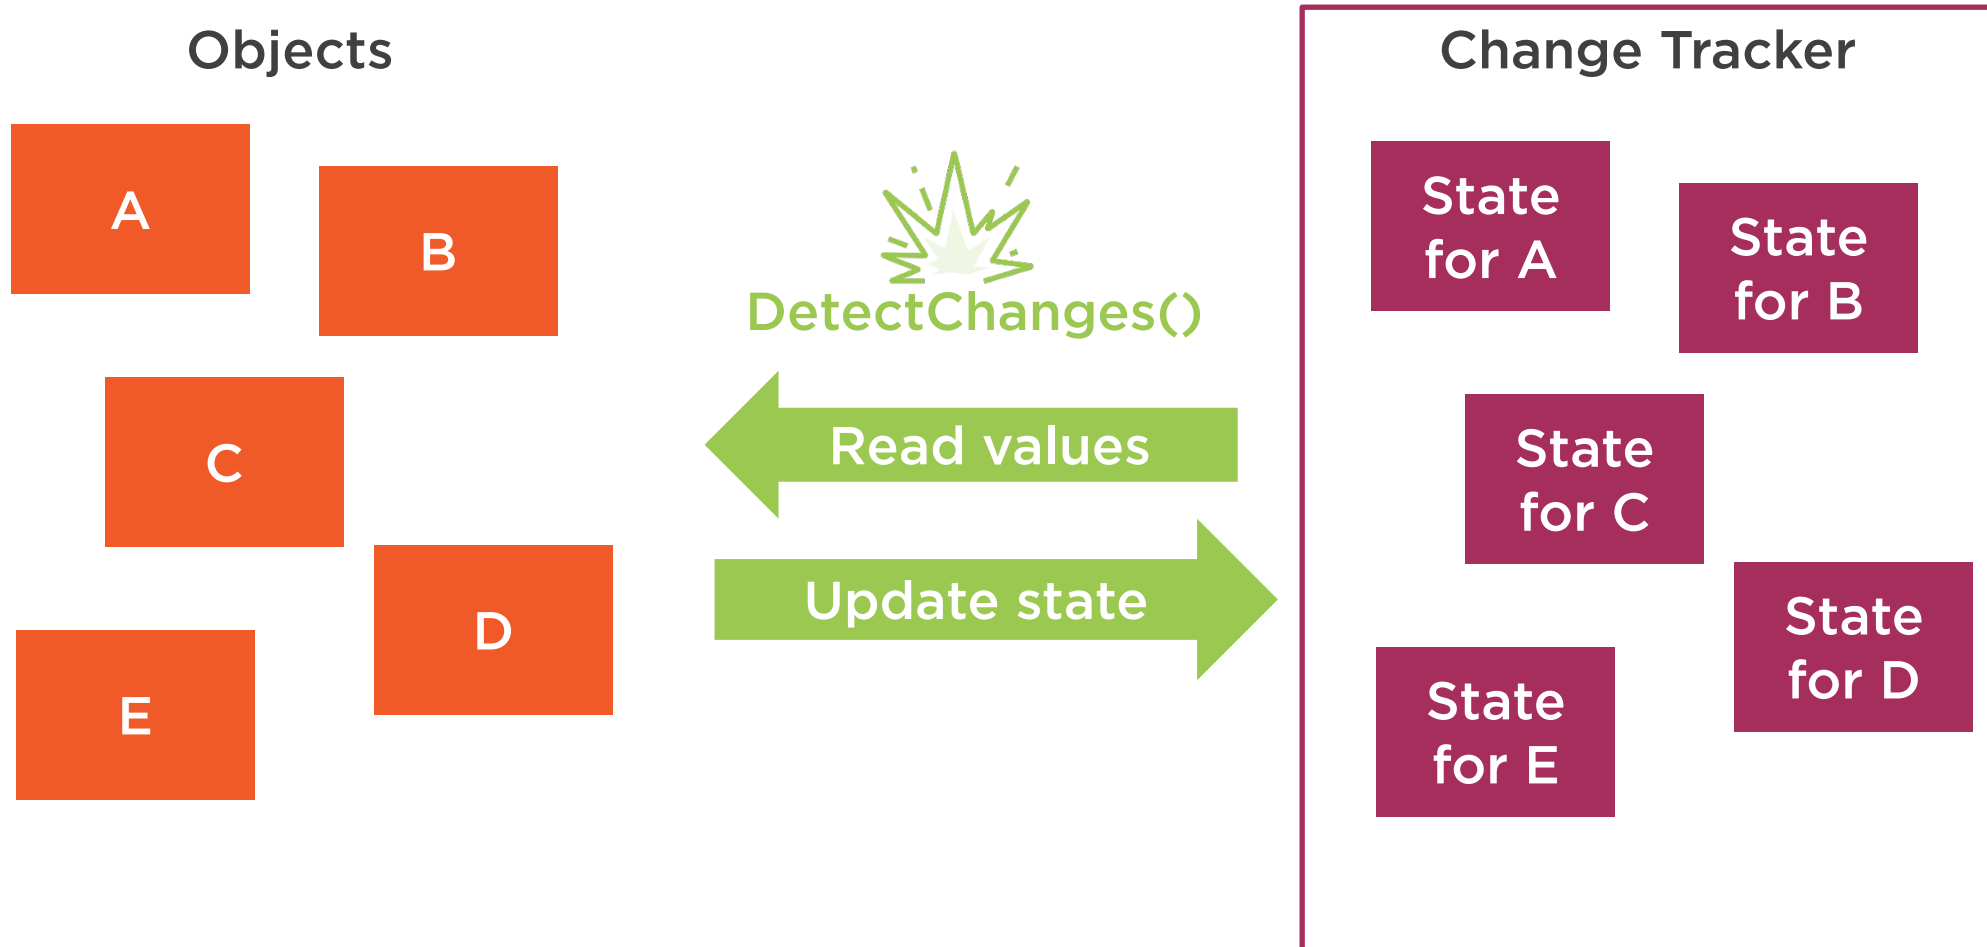 Objects
A
B
C
D
E
DetectChanges()
Read values
Update state
Change Tracker
State
for A
State
for B
State
for C
State
for D
State
for E